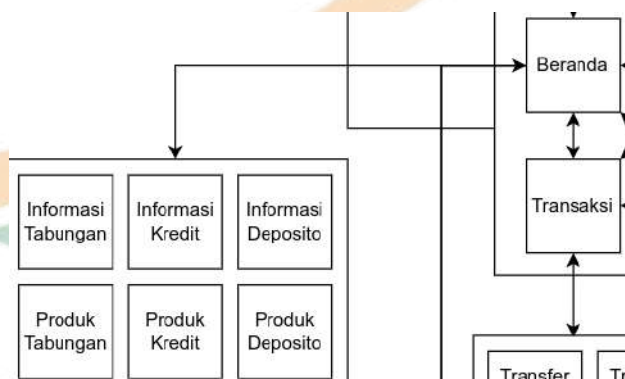 Beranda
Transaksi
Informasi
Tabungan
Informasi
Kredit
Informasi
Deposito
Produk
Tabungan
Produk
Kredit
Produk
Deposito
Transfer